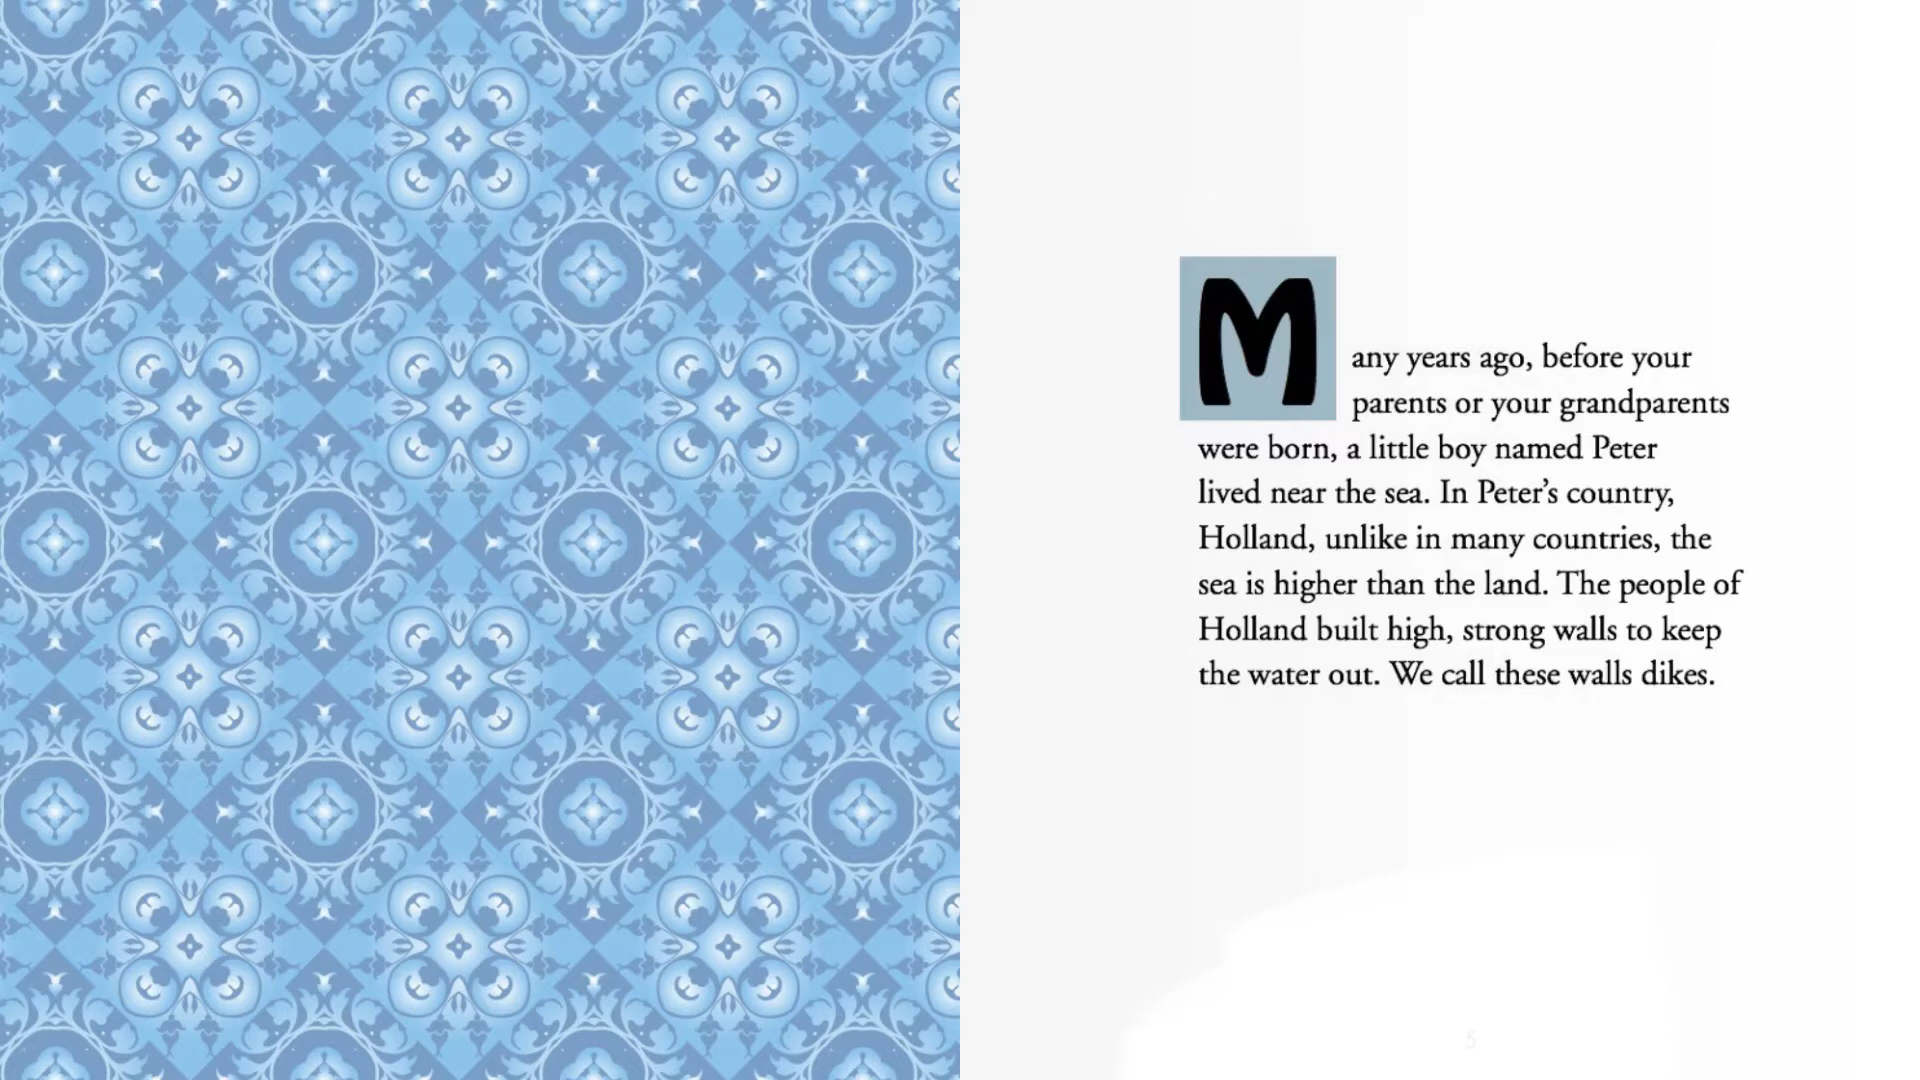 Many years ago, before your
parents or your grandparents
were born, a little boy named Peter
lived near the sea. In Peter’s country,
Holland, unlike in many countries, the
sea is higher than the land. The people of
Holland built high, strong walls to keep
the water out. We call these walls dikes.
5